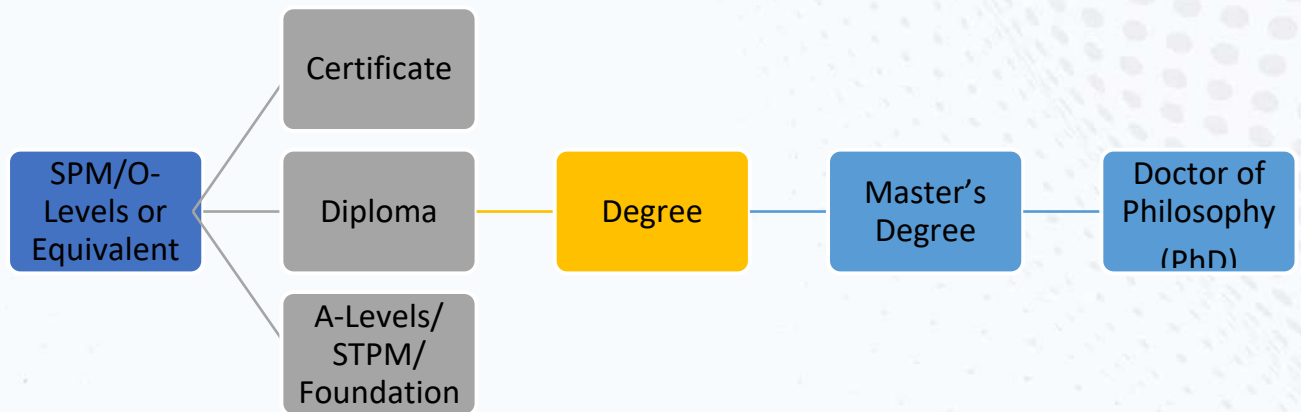 Certificate
SPM/O-
Levels or
Equivalent
Diploma
Degree
Master’s
Degree
Doctor of
Philosophy
(PhD)
A-Levels/
STPM/
Foundation